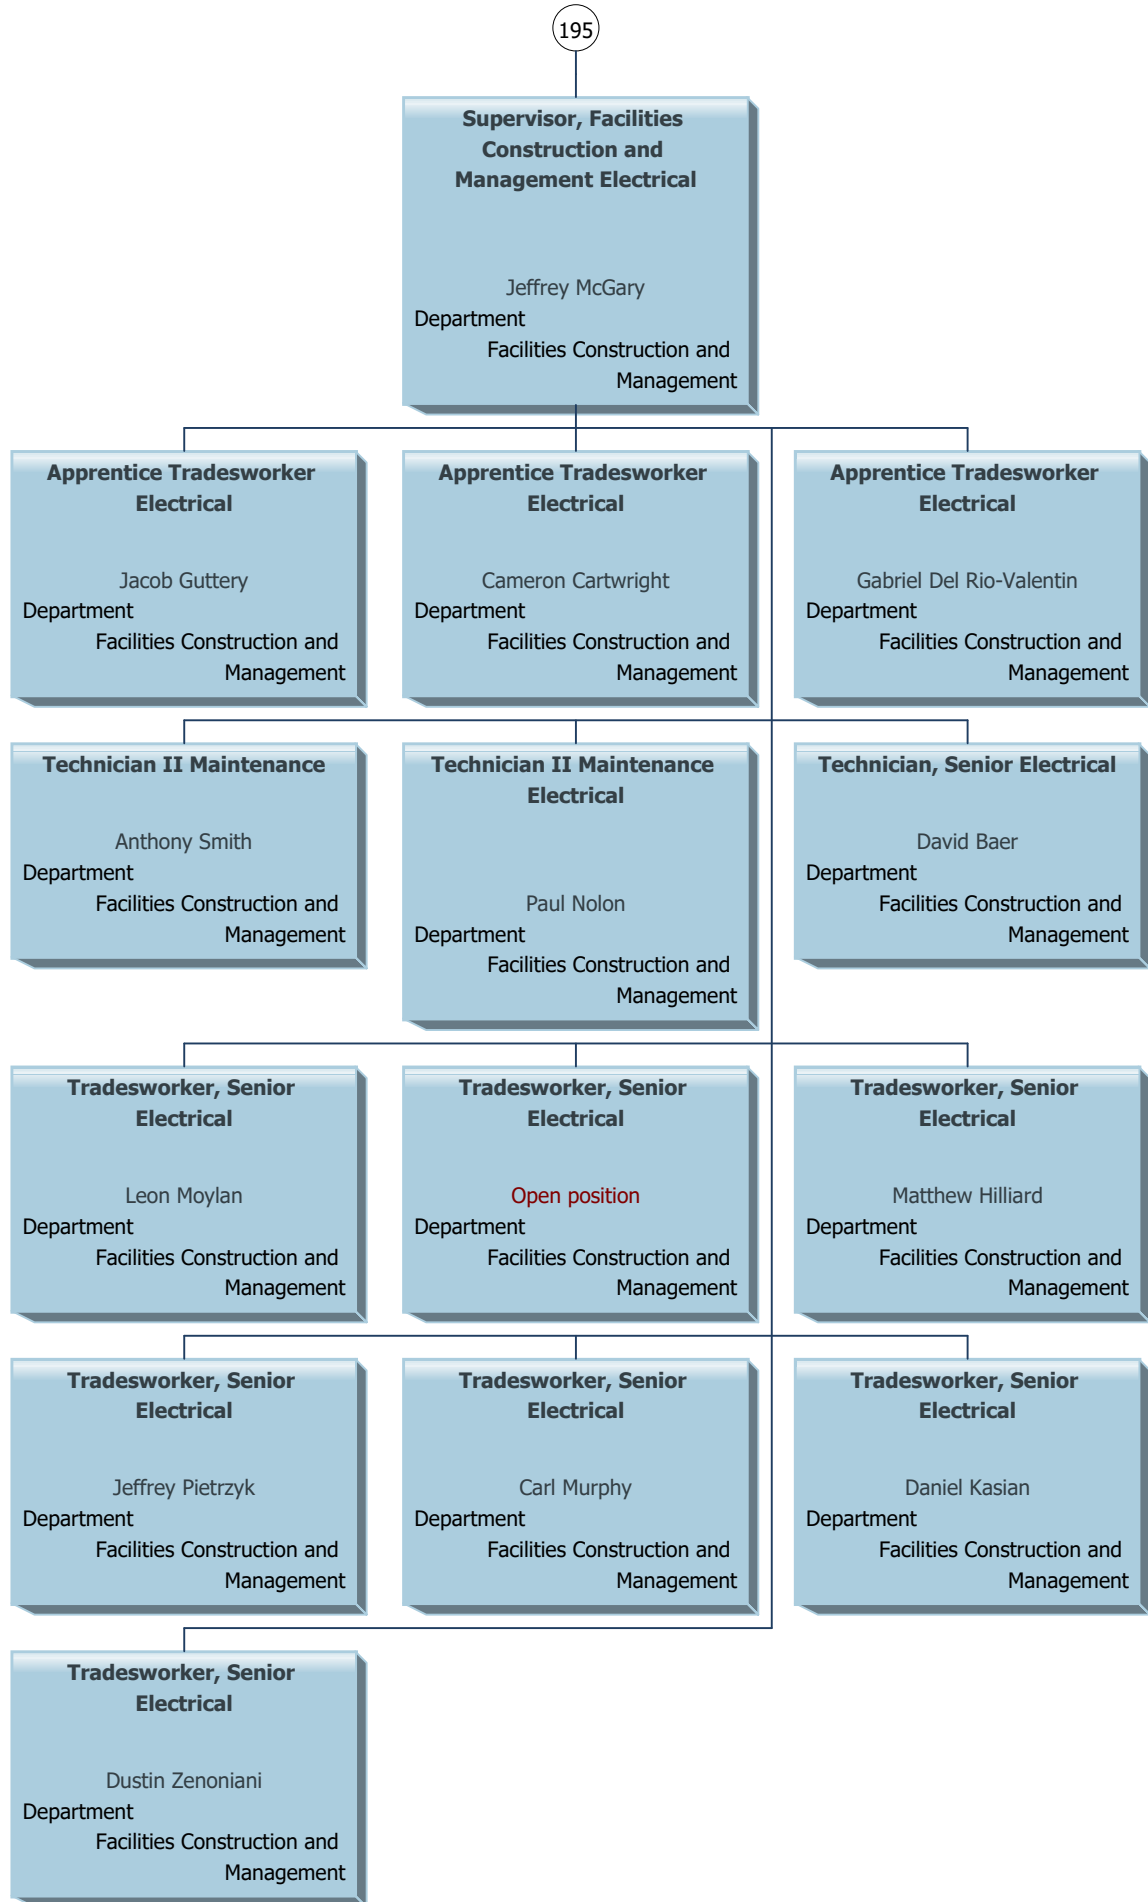 195
Supervisor, Facilities
Construction and
Management Electrical
Jeffrey McGary
Department
Facilities Construction and
Management
Apprentice Tradesworker
Electrical
Jacob Guttery
Department
Facilities Construction and
Management
Apprentice Tradesworker
Electrical
Cameron Cartwright
Department
Facilities Construction and
Management
Apprentice Tradesworker
Electrical
Gabriel Del Rio-Valentin
Department
Facilities Construction and
Management
Technician II Maintenance
Anthony Smith
Department
Facilities Construction and
Management
Technician II Maintenance
Electrical
Paul Nolon
Department
Facilities Construction and
Management
Technician, Senior Electrical
David Baer
Department
Facilities Construction and
Management
Tradesworker, Senior
Electrical
Leon Moylan
Department
Facilities Construction and
Management
Tradesworker, Senior
Electrical
Open position
Department
Facilities Construction and
Management
Tradesworker, Senior
Electrical
Matthew Hilliard
Department
Facilities Construction and
Management
Tradesworker, Senior
Electrical
Jeffrey Pietrzyk
Department
Facilities Construction and
Management
Tradesworker, Senior
Electrical
Carl Murphy
Department
Facilities Construction and
Management
Tradesworker, Senior
Electrical
Daniel Kasian
Department
Facilities Construction and
Management
Tradesworker, Senior
Electrical
Dustin Zenoniani
Department
Facilities Construction and
Management